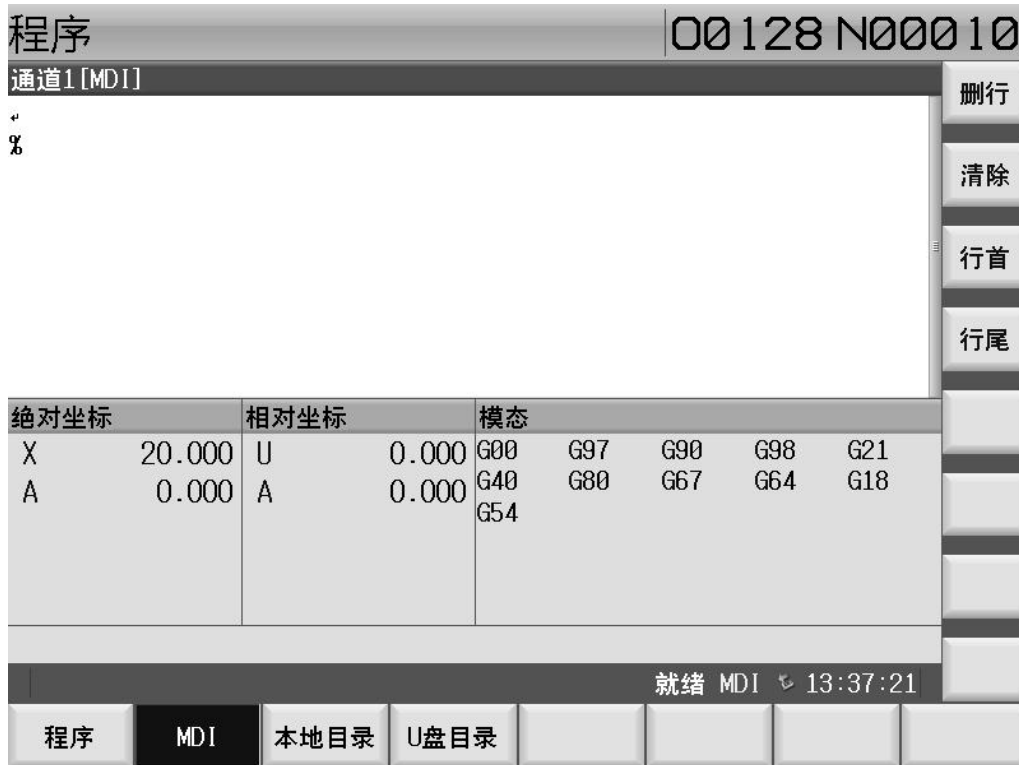 程序 O00128 N00010
通道1[MDI]
↵
%
删行
清除
行首
行尾
绝对坐标 相对坐标 模态
X 20.000 U 0.000 G00 G97 G90 G98 G21
A 0.000 A 0.000 G40 G80 G67 G64 G18
G54
就绪 MDI 13:37:21
程序 MDI 本地目录 U盘目录